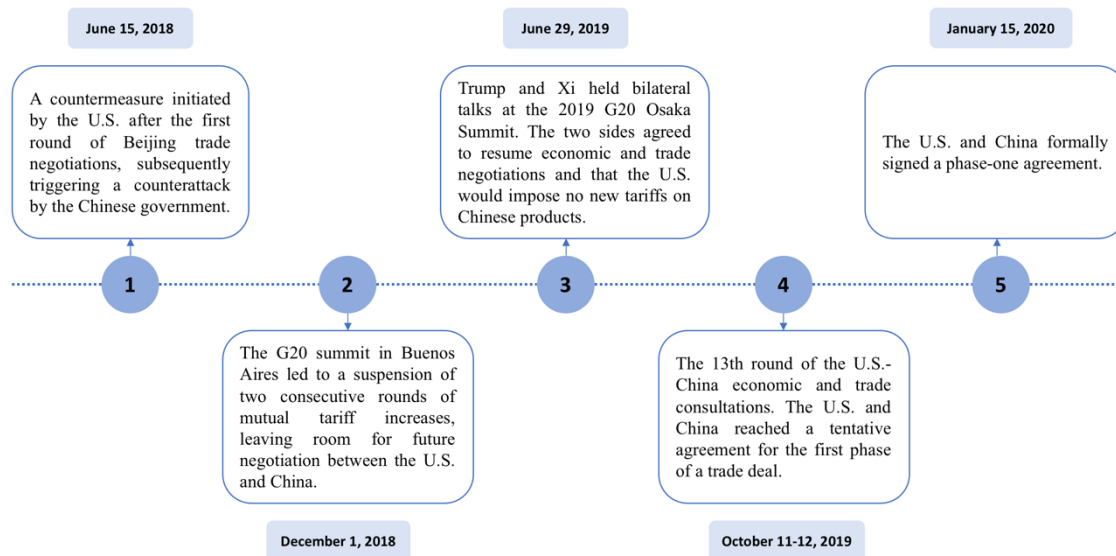 June 15, 2018
A countermeasure initiated
by the U.S. after the first
round of Beijing trade
negotiations, subsequently
triggering a counterattack
by the Chinese government.
1
The G20 summit in Buenos
Aires led to a suspension of
two consecutive rounds of
mutual tariff increases,
leaving room for future
negotiation between the U.S.
and China.
December 1, 2018
2
June 29, 2019
Trump and Xi held bilateral
talks at the 2019 G20 Osaka
Summit. The two sides agreed
to resume economic and trade
negotiations and that the U.S.
would impose no new tariffs on
Chinese products.
3
4
The 13th round of the U.S.-
China economic and trade
consultations. The U.S. and
China reached a tentative
agreement for the first phase
of a trade deal.
October 11-12, 2019
January 15, 2020
The U.S. and China formally
signed a phase-one agreement.
5